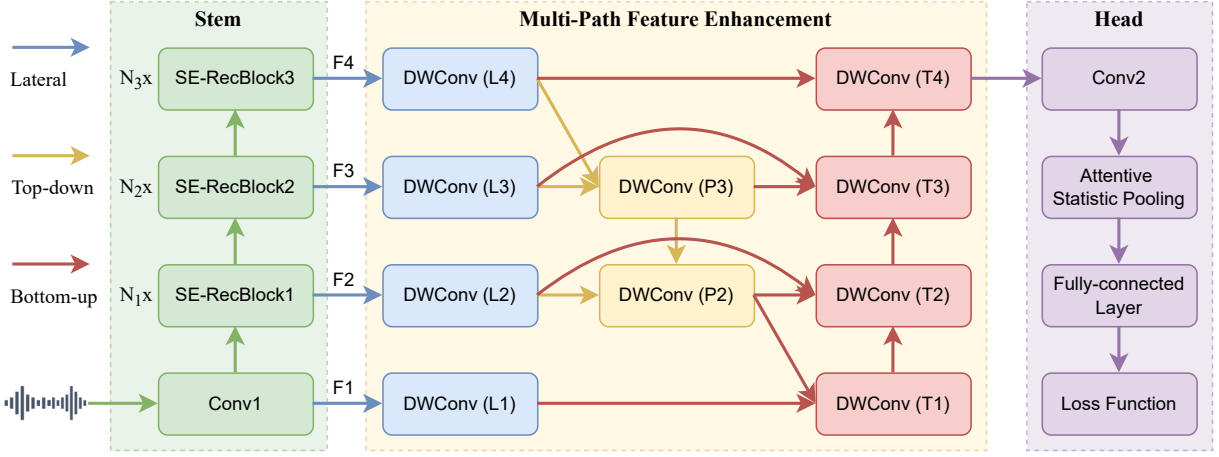 Stem
Multi-Path Feature Enhancement
Head
Lateral
Top-down
Bottom-up
N₃x
SE-RecBlock3
F4
DWConv (L4)
DWConv (T4)
Conv2
N₂x
SE-RecBlock2
F3
DWConv (L3)
DWConv (P3)
DWConv (T3)
Attentive
Statistic Pooling
N₁x
SE-RecBlock1
F2
DWConv (L2)
DWConv (P2)
DWConv (T2)
Fully-connected
Layer
Conv1
F1
DWConv (L1)
DWConv (T1)
Loss Function